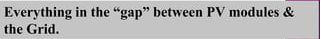 Everything in the “gap” between PV modules &
the Grid.